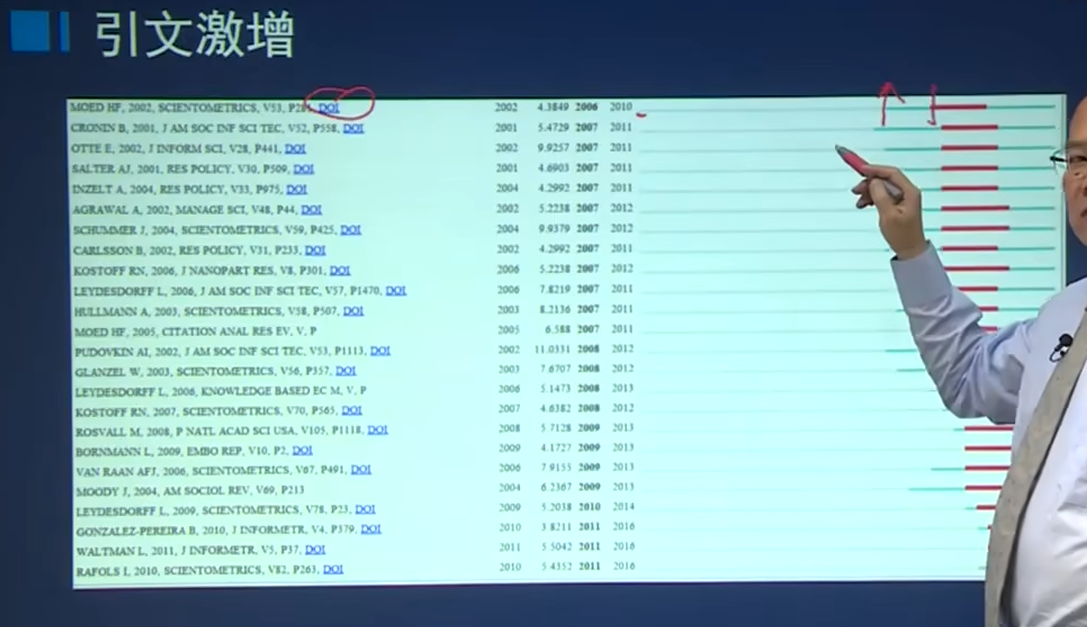 引文激增
MOED HF, 2002, SCIENTOMETRICS, V53, DOI 2002 4.3849 2006 2010
CRONIN B, 2001, J AM SOC INF SCI TEC, V52, P558, DOI 2001 5.4729 2007 2011
OTTE E, 2002, J INFORM SCI, V28, P441, DOI 2002 9.9257 2007 2011
SALTER AJ, 2001, RES POLICY, V30, P509, DOI 2001 4.6903 2007 2011
INZELT A, 2004, RES POLICY, V33, P975, DOI 2004 4.2992 2007 2011
AGRAWAL A, 2002, MANAGE SCI, V48, P44, DOI 2002 5.2238 2007 2012
SCHUMMER J, 2004, SCIENTOMETRICS, V59, P425, DOI 2004 9.9379 2007 2012
CARLSSON B, 2002, RES POLICY, V31, P233, DOI 2002 4.2992 2007 2011
KOSTOFF RN, 2006, J NANOPART RES, V8, P301, DOI 2006 5.2238 2007 2012
LEYDESDORFF L, 2006, J AM SOC INF SCI TEC, V57, P1470, DOI 2006 7.8219 2007 2011
HULLMANN A, 2003, SCIENTOMETRICS, V58, P507, DOI 2003 8.2136 2007 2011
MOED HF, 2005, CITATION ANAL RES EV, V, P 2005 6.588 2007 2011
PUDOVKIN AI, 2002, J AM SOC INF SCI TEC, V53, P1113, DOI 2002 11.0331 2008 2012
GLANZEL W, 2003, SCIENTOMETRICS, V56, P357, DOI 2003 7.6707 2008 2012
LEYDESDORFF L, 2006, KNOWLEDGE BASED EC M, V, P 2006 5.1473 2008 2013
KOSTOFF RN, 2007, SCIENTOMETRICS, V70, P565, DOI 2007 4.6382 2008 2012
ROSVALL M, 2008, P NATL ACAD SCI USA, V105, P1118, DOI 2008 5.7128 2009 2013
BORNMANN L, 2009, EMBO REP, V10, P2, DOI 2009 4.1727 2009 2013
VAN RAAN AFJ, 2006, SCIENTOMETRICS, V67, P491, DOI 2006 7.9155 2009 2013
MOODY J, 2004, AM SOCIOL REV, V69, P213 2004 6.2367 2009 2013
LEYDESDORFF L, 2009, SCIENTOMETRICS, V78, P23, DOI 2009 5.2038 2010 2014
GONZALEZ-PEREIRA B, 2010, J INFORMETR, V4, P379, DOI 2010 3.8211 2011 2016
WALTMAN L, 2011, J INFORMETR, V5, P37, DOI 2011 5.5042 2011 2016
RAFOLS I, 2010, SCIENTOMETRICS, V82, P263, DOI 2010 5.4352 2011 2016